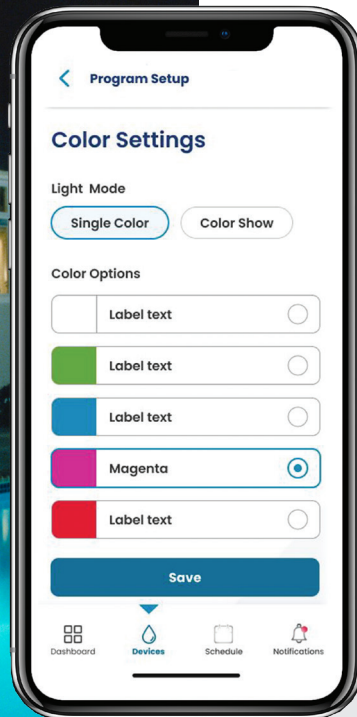 Program Setup
Color Settings
Light Mode
Single Color
Color Show
Color Options
Label text
Label text
Label text
Magenta
Label text
Save
Dashboard
Devices
Schedule
Notifications